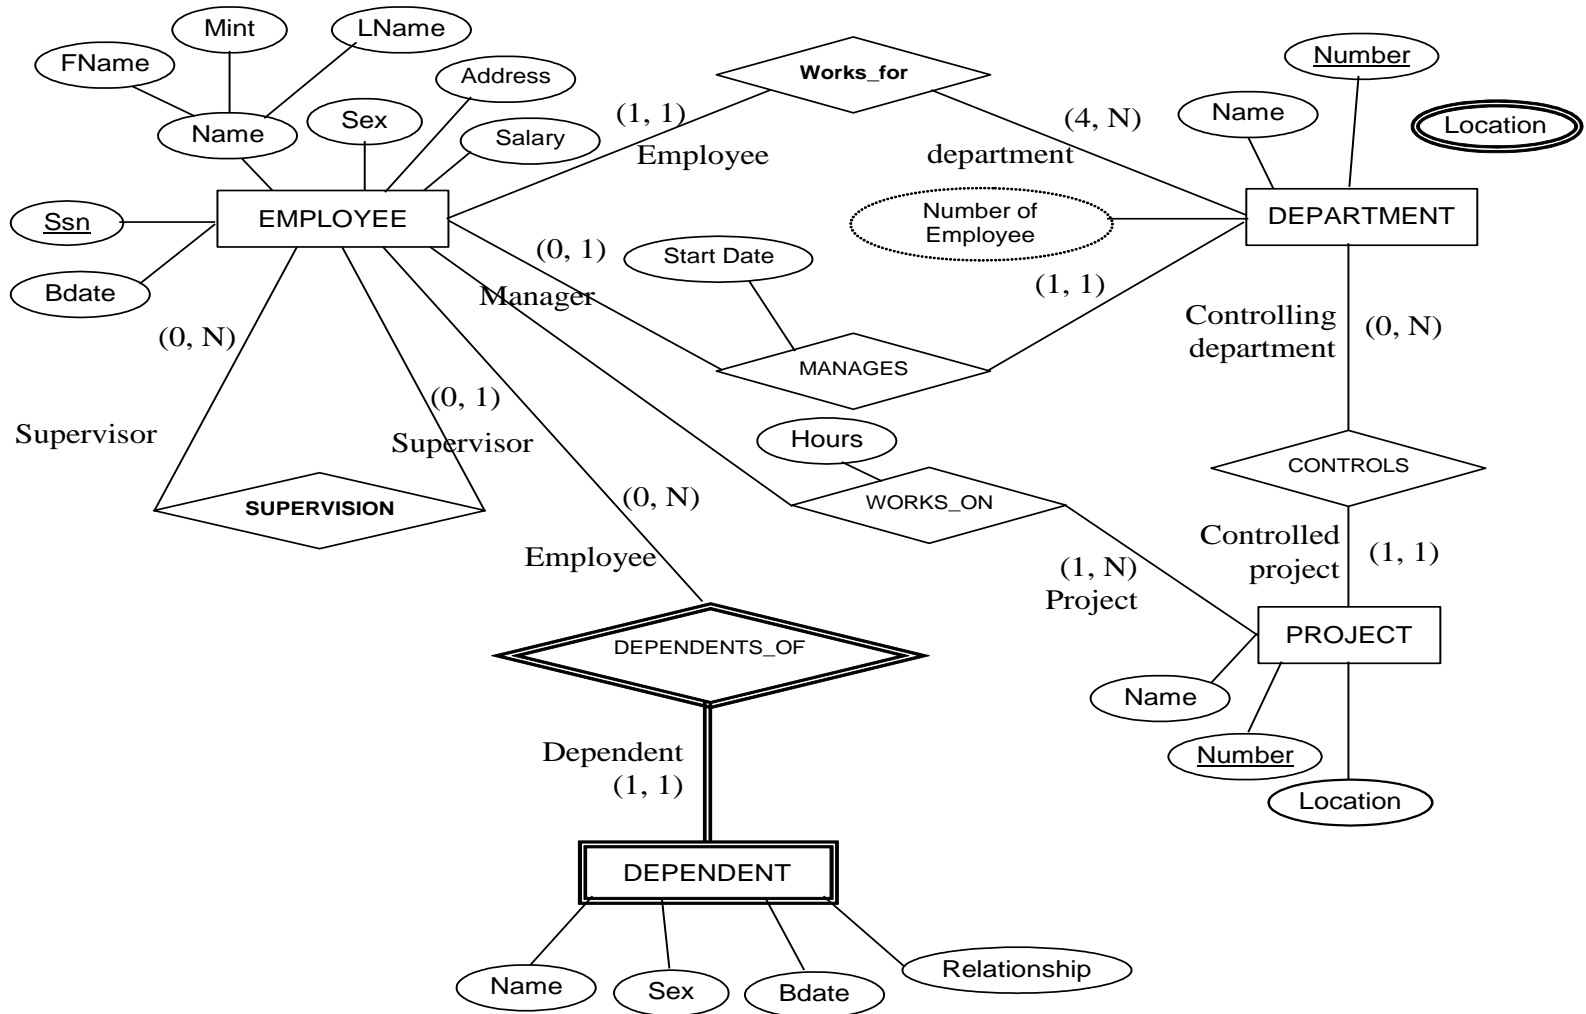 Mint
LName
FName
Address
Name
Sex
Salary
Ssn
EMPLOYEE
Bdate
(1, 1)
Employee
Works_for
(4, N)
department
Number
Name
Location
Number of
Employee
DEPARTMENT
(0, 1)
Manager
Start Date
(1, 1)
MANAGES
Controlling
department
(0, N)
(0, N)
Supervisor
(0, 1)
Supervisor
SUPERVISION
Hours
WORKS_ON
CONTROLS
(0, N)
Employee
(1, N)
Project
Controlled
project
(1, 1)
DEPENDENTS_OF
PROJECT
Name
Number
Location
Dependent
(1, 1)
DEPENDENT
Name
Sex
Bdate
Relationship